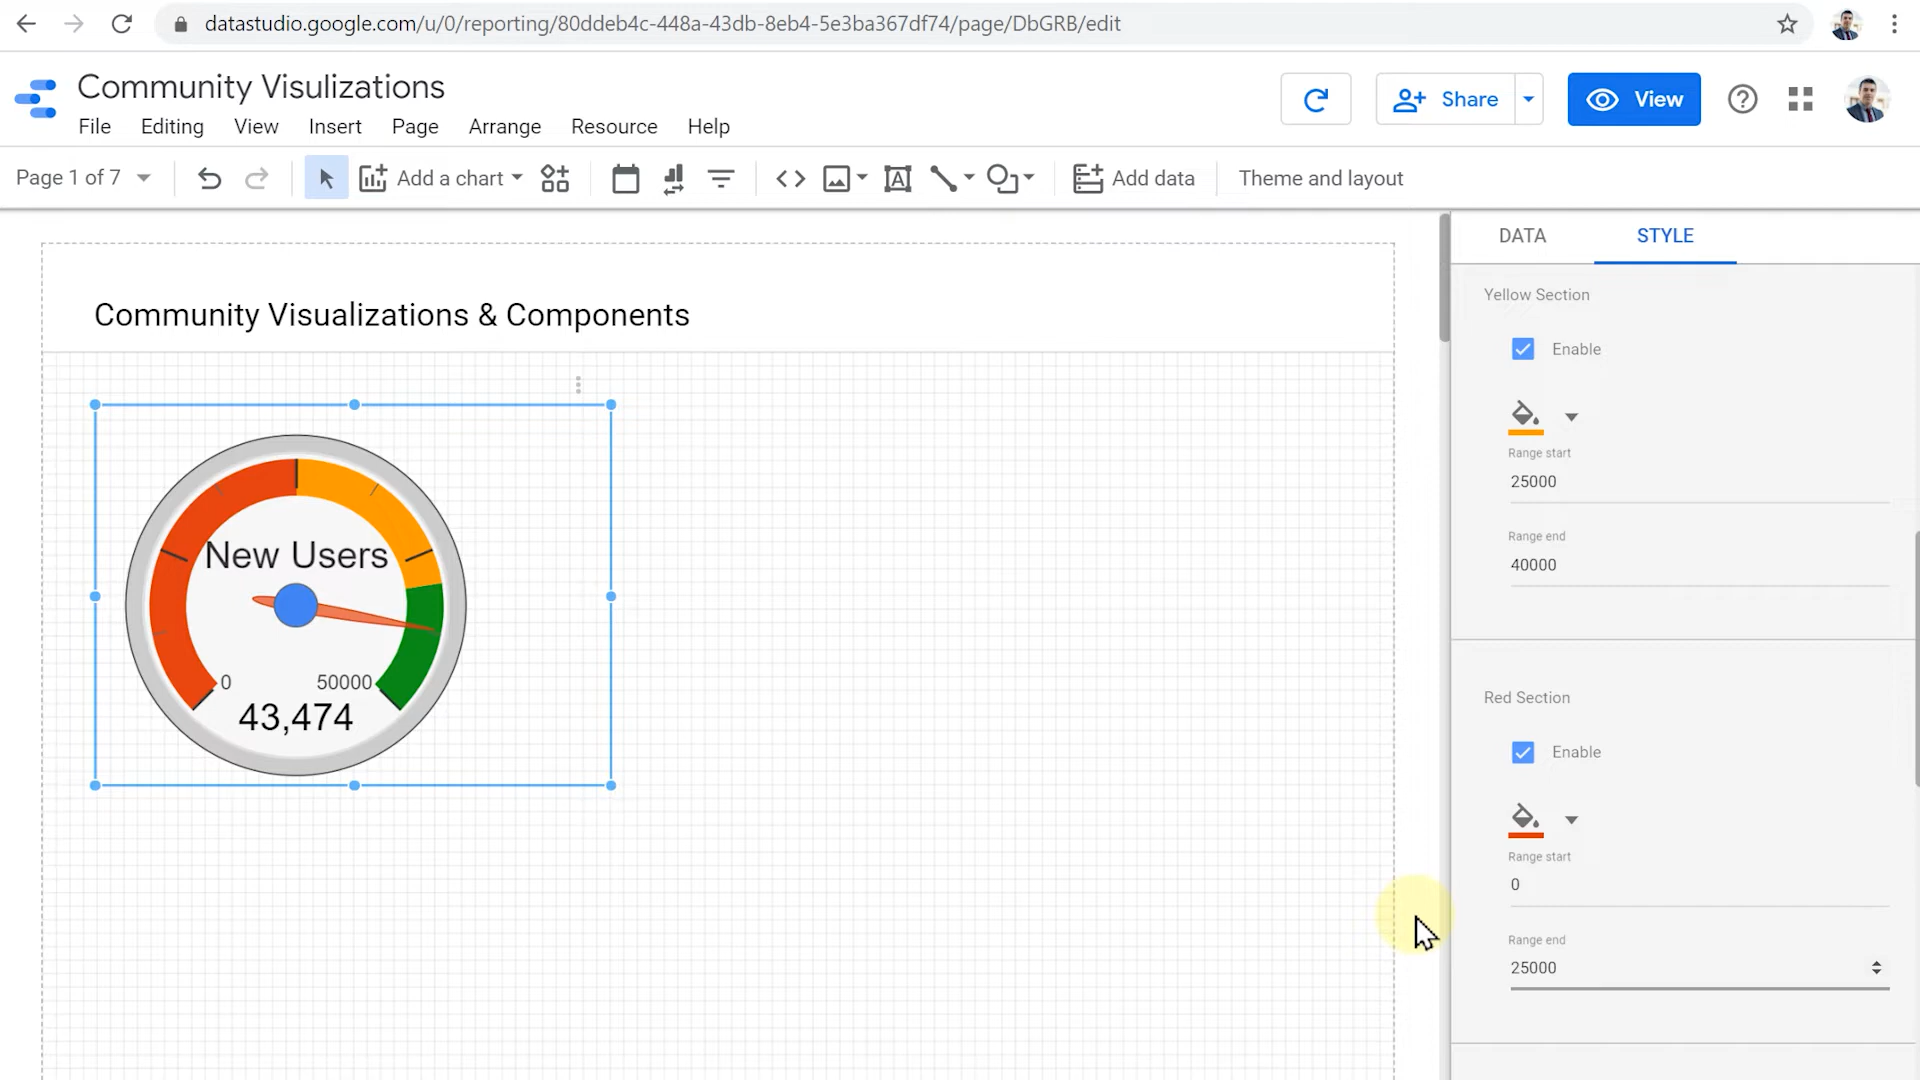 datastudio.google.com/u/0/reporting/80ddeb4c-448a-43db-8eb4-5e3ba367df74/page/DbGRB/edit
Community Visulizations
File Editing View Insert Page Arrange Resource Help
Share
View
Page 1 of 7
Add a chart
Add data
Theme and layout
Community Visualizations & Components
New Users
0 50000
43,474
DATA STYLE
Yellow Section
Enable
Range start
25000
Range end
40000
Red Section
Enable
Range start
0
Range end
25000